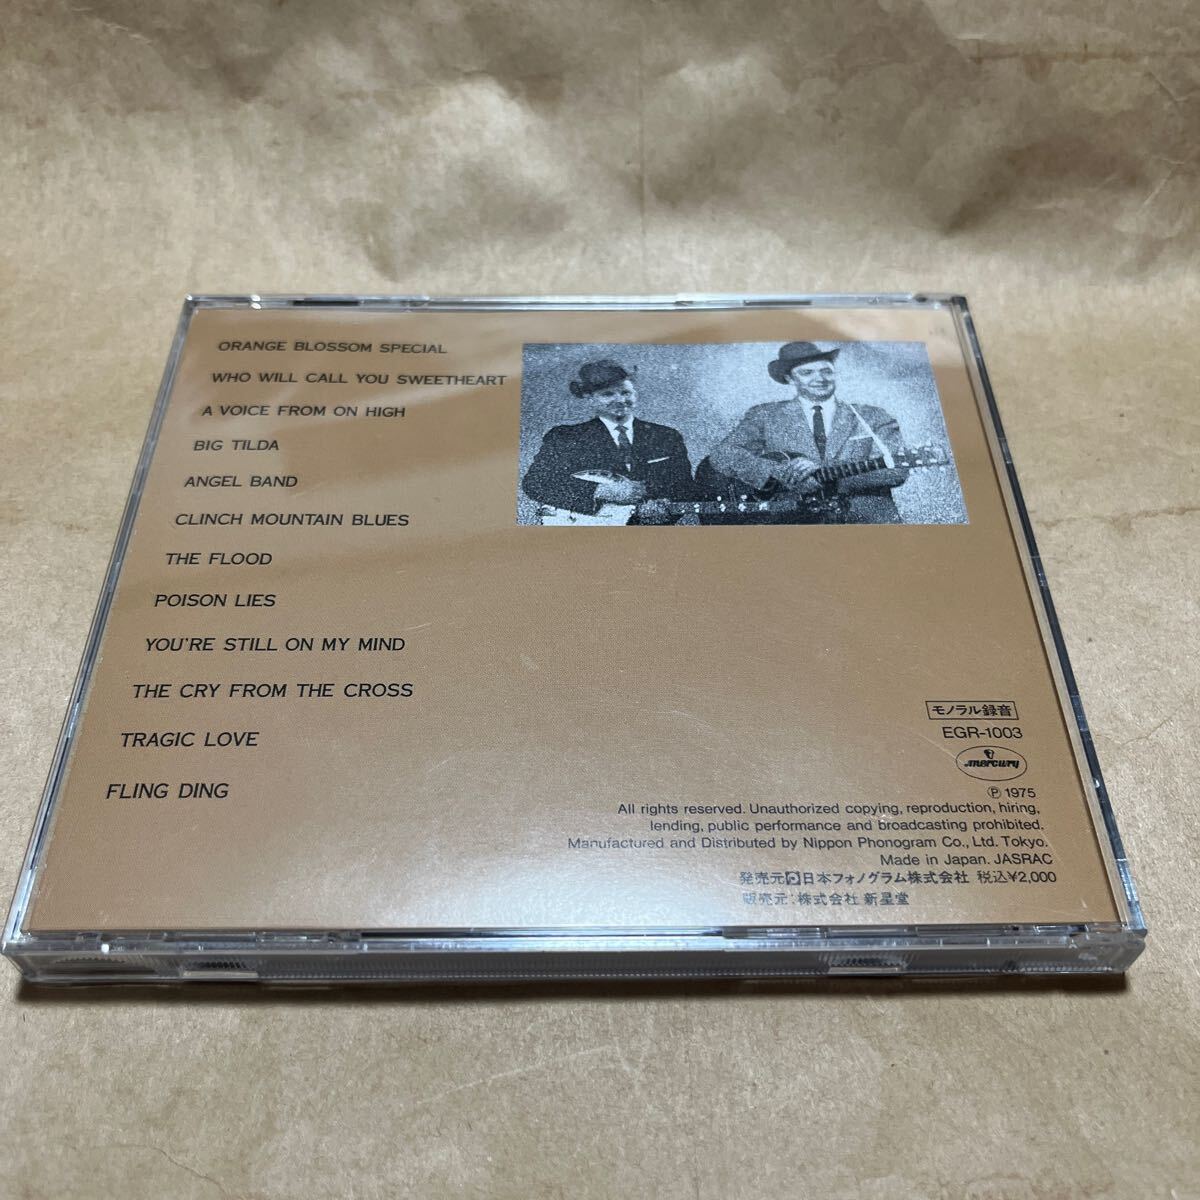 ORANGE BLOSSOM SPECIAL
WHO WILL CALL YOU SWEETHEART
A VOICE FROM ON HIGH
BIG TILDA
ANGEL BAND
CLINCH MOUNTAIN BLUES
THE FLOOD
POISON LIES
YOU'RE STILL ON MY MIND
THE CRY FROM THE CROSS
TRAGIC LOVE
FLING DING
モノラル録音
EGR-1003
mercury
Ⓟ 1975
All rights reserved. Unauthorized copying, reproduction, hiring,
lending, public performance and broadcasting prohibited.
Manufactured and Distributed by Nippon Phonogram Co., Ltd. Tokyo.
Made in Japan. JASRAC
発売元 日本フォノグラム株式会社 税込¥2,000
販売元:株式会社 新星堂